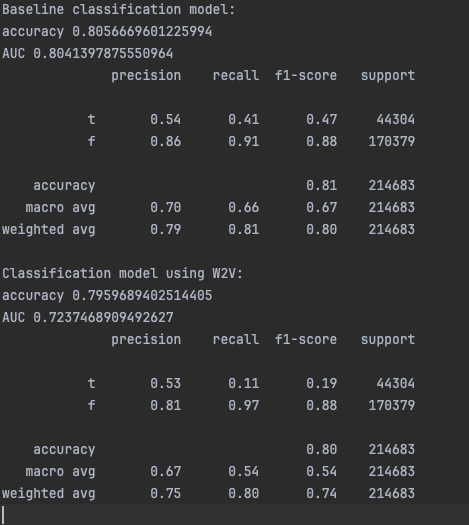 Baseline classification model:
accuracy 0.8056669601225994
AUC 0.8041397875550964
precision recall f1-score support
t 0.54 0.41 0.47 44304
f 0.86 0.91 0.88 170379
accuracy 0.81 214683
macro avg 0.70 0.66 0.67 214683
weighted avg 0.79 0.81 0.80 214683
Classification model using W2V:
accuracy 0.7959689402514405
AUC 0.7237468909492627
precision recall f1-score support
t 0.53 0.11 0.19 44304
f 0.81 0.97 0.88 170379
accuracy 0.80 214683
macro avg 0.67 0.54 0.54 214683
weighted avg 0.75 0.80 0.74 214683